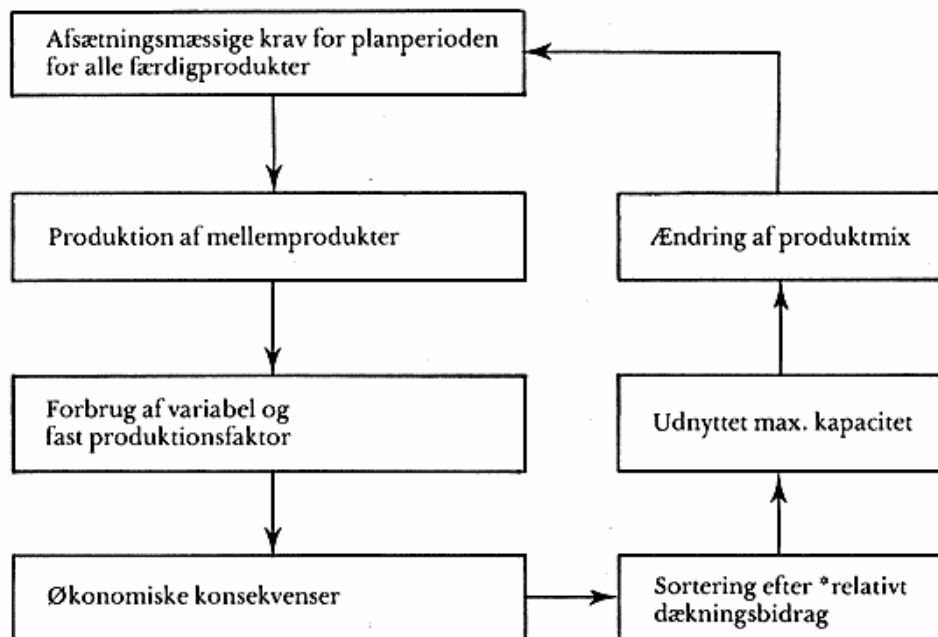 Afsætningsmæssige krav for planperioden
for alle færdigprodukter
Produktion af mellemprodukter
Forbrug af variabel og
fast produktionsfaktor
Økonomiske konsekvenser
Sortering efter *relativt
dækningsbidrag
Udnyttet max. kapacitet
Ændring af produktmix